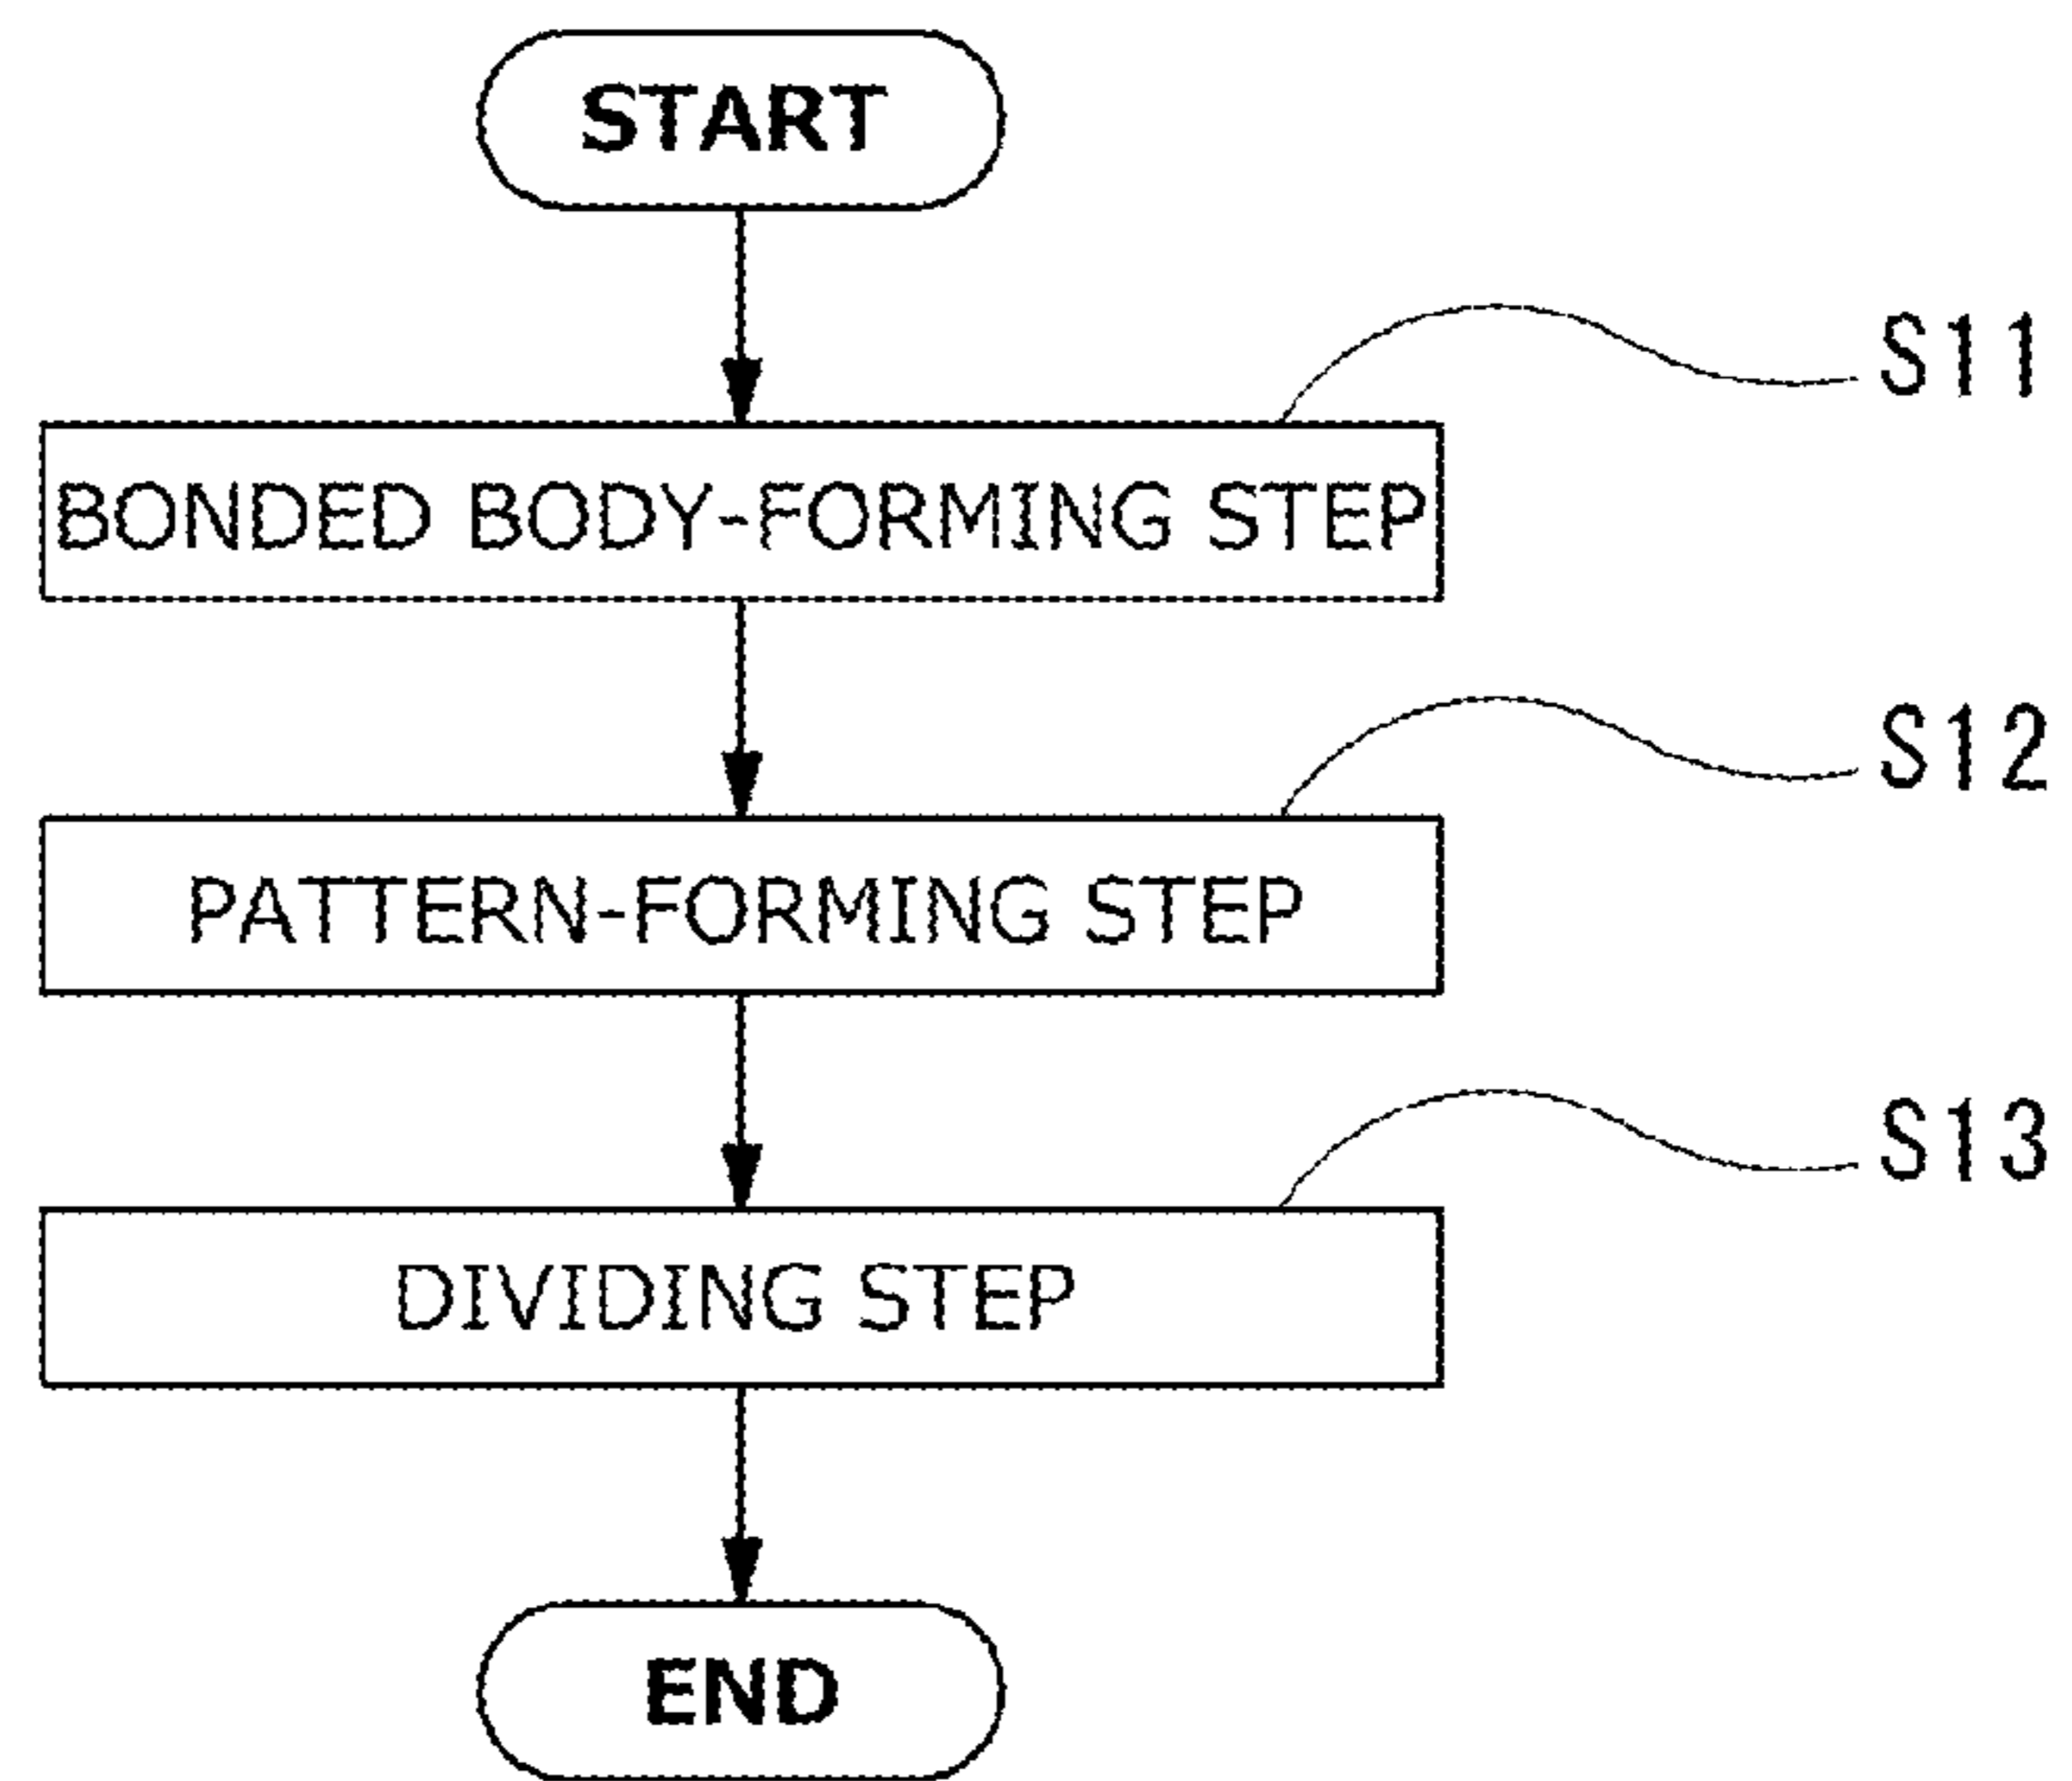 START
S11
BONDED BODY-FORMING STEP
S12
PATTERN-FORMING STEP
S13
DIVIDING STEP
END